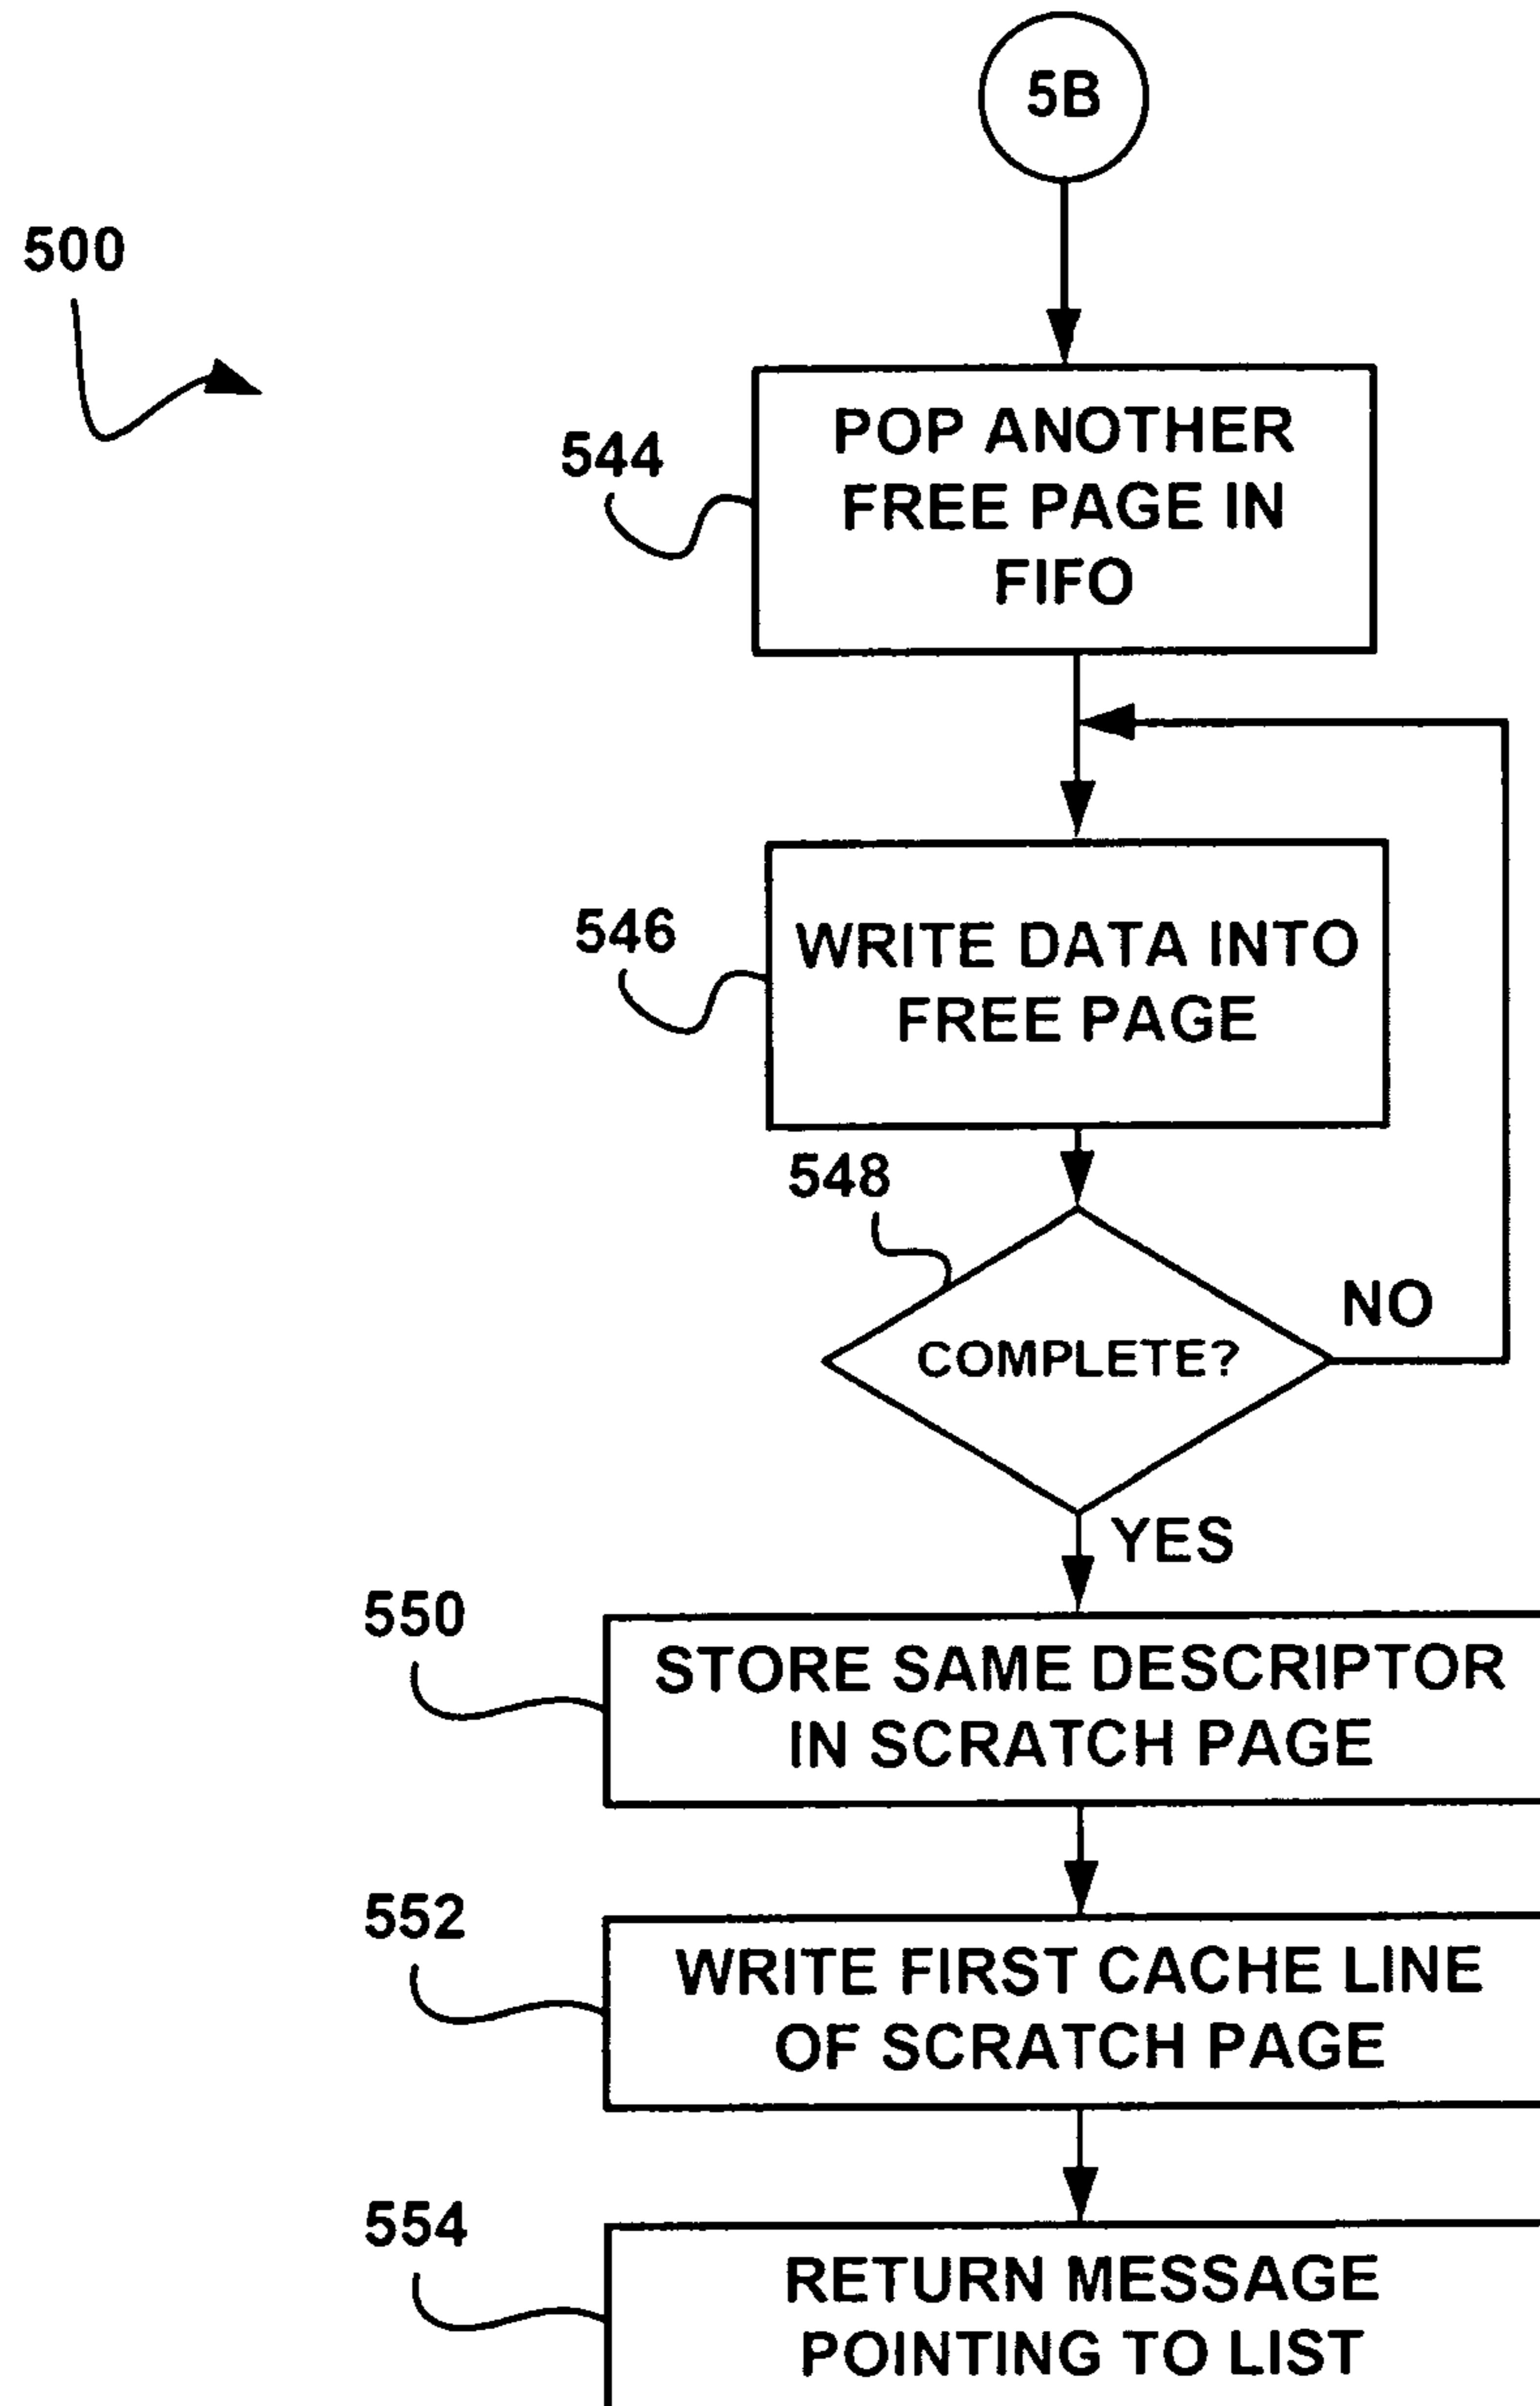 5B
500
544
POP ANOTHER
FREE PAGE IN
FIFO
546
WRITE DATA INTO
FREE PAGE
548
COMPLETE?
NO
YES
550
STORE SAME DESCRIPTOR
IN SCRATCH PAGE
552
WRITE FIRST CACHE LINE
OF SCRATCH PAGE
554
RETURN MESSAGE
POINTING TO LIST